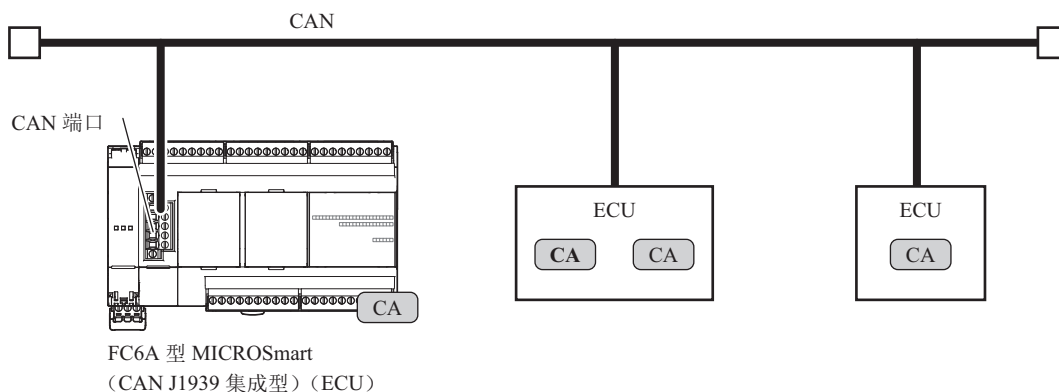 CAN
CAN 端口
ECU
ECU
CA
CA
CA
CA
FC6A 型 MICROSmart
（CAN J1939 集成型）(ECU）